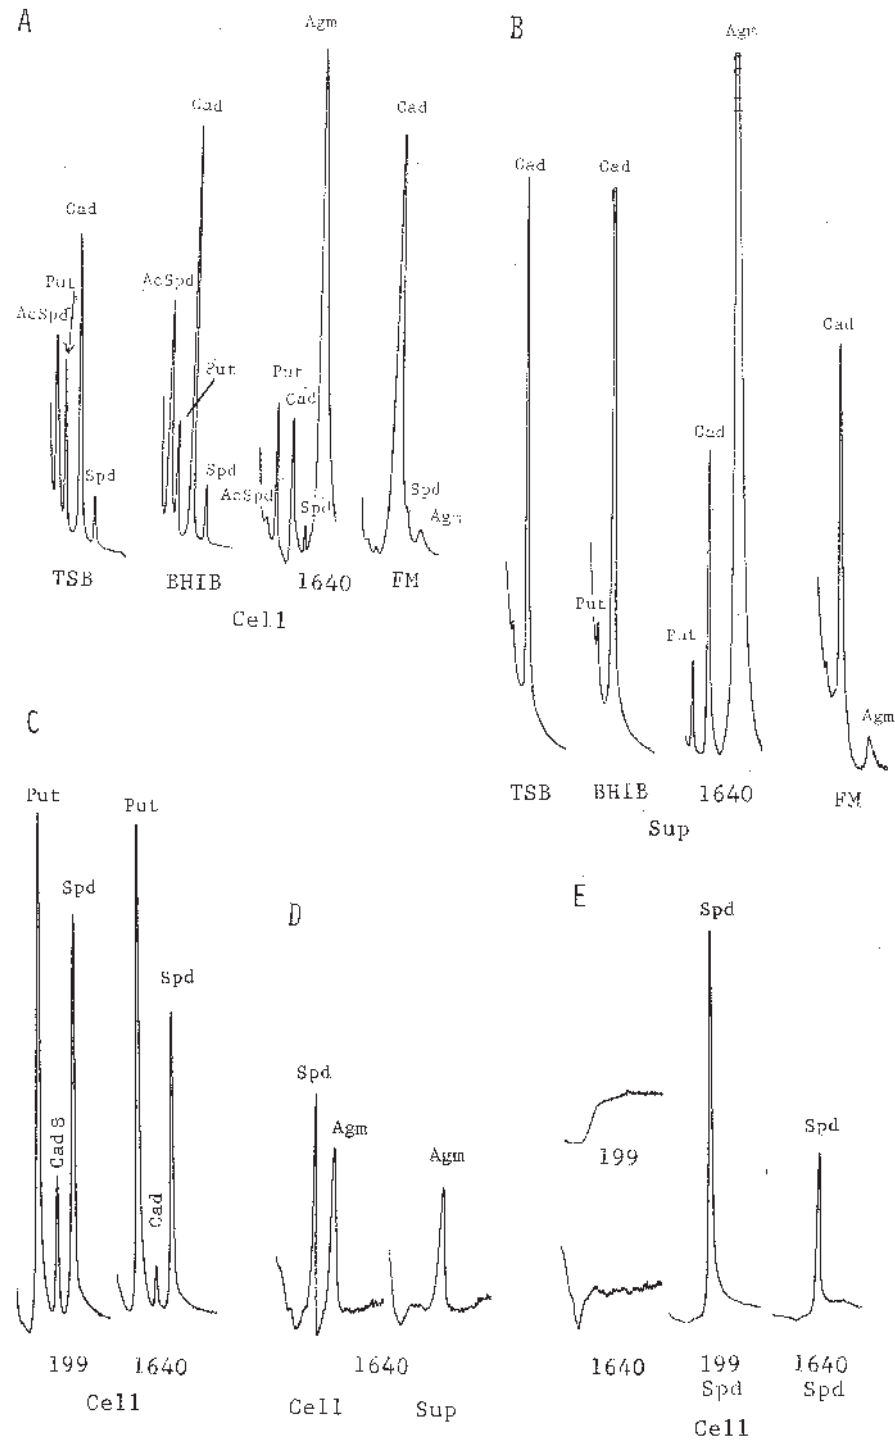 A
Agm
Cad
Cad
Cad
AcSpd
Put
AcSpd
Put
Put
Cad
Spd
Spd
AcSpd
Spd
Spd
Agm
TSB
BHIB
1640
FM
Cell
B
Agm
Cad
Cad
Cad
Cad
Put
Put
Agm
TSB
BHIB
1640
FM
Sup
C
Put
Put
Spd
Spd
Cad S
Cad
199
1640
Cell
D
Spd
Agm
Agm
1640
Cell
Sup
E
Spd
199
Spd
1640
199
1640
Spd
Spd
Cell